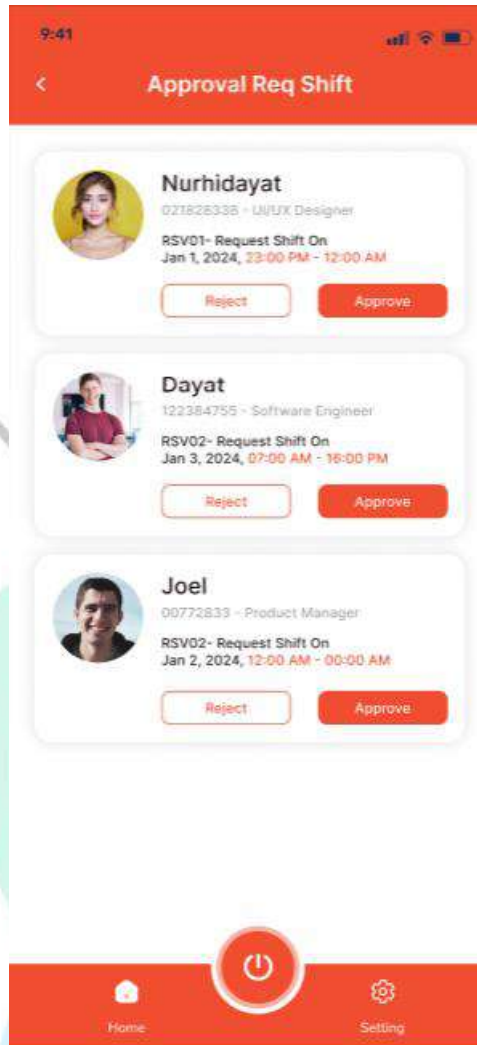 9:41
Approval Req Shift
Nurhidayat
021828338 - UI/UX Designer
RSV01- Request Shift On
Jan 1, 2024, 23:00 PM - 12:00 AM
Reject
Approve
Dayat
122384755 - Software Engineer
RSV02- Request Shift On
Jan 3, 2024, 07:00 AM - 16:00 PM
Reject
Approve
Joel
00772833 - Product Manager
RSV02- Request Shift On
Jan 2, 2024, 12:00 AM - 00:00 AM
Reject
Approve
Home
Setting